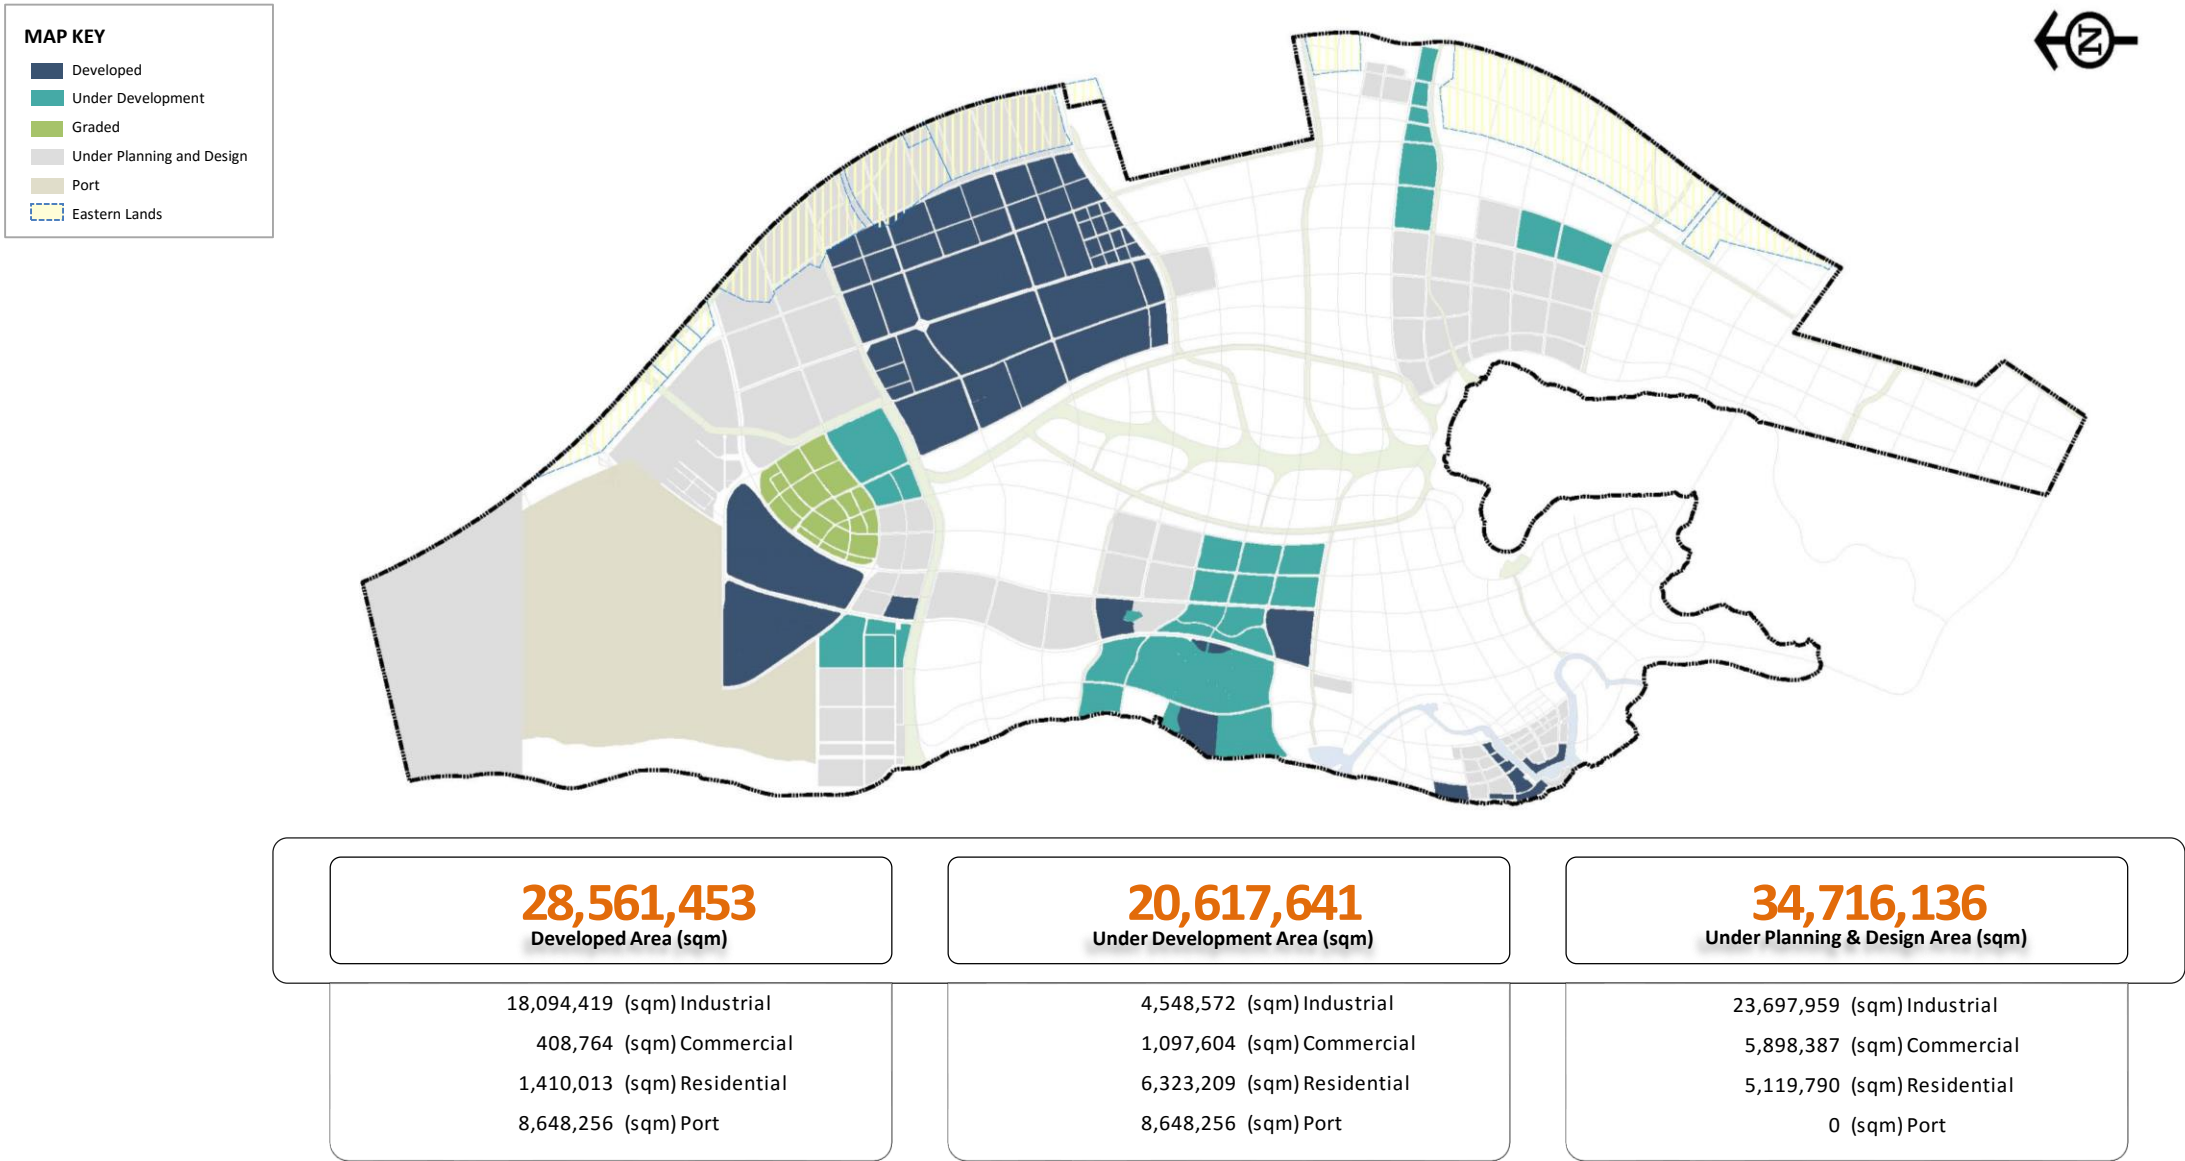 MAP KEY
Developed
Under Development
Graded
Under Planning and Design
Port
Eastern Lands
N
28,561,453
Developed Area (sqm)
18,094,419 (sqm) Industrial
408,764 (sqm) Commercial
1,410,013 (sqm) Residential
8,648,256 (sqm) Port
20,617,641
Under Development Area (sqm)
4,548,572 (sqm) Industrial
1,097,604 (sqm) Commercial
6,323,209 (sqm) Residential
8,648,256 (sqm) Port
34,716,136
Under Planning & Design Area (sqm)
23,697,959 (sqm) Industrial
5,898,387 (sqm) Commercial
5,119,790 (sqm) Residential
0 (sqm) Port